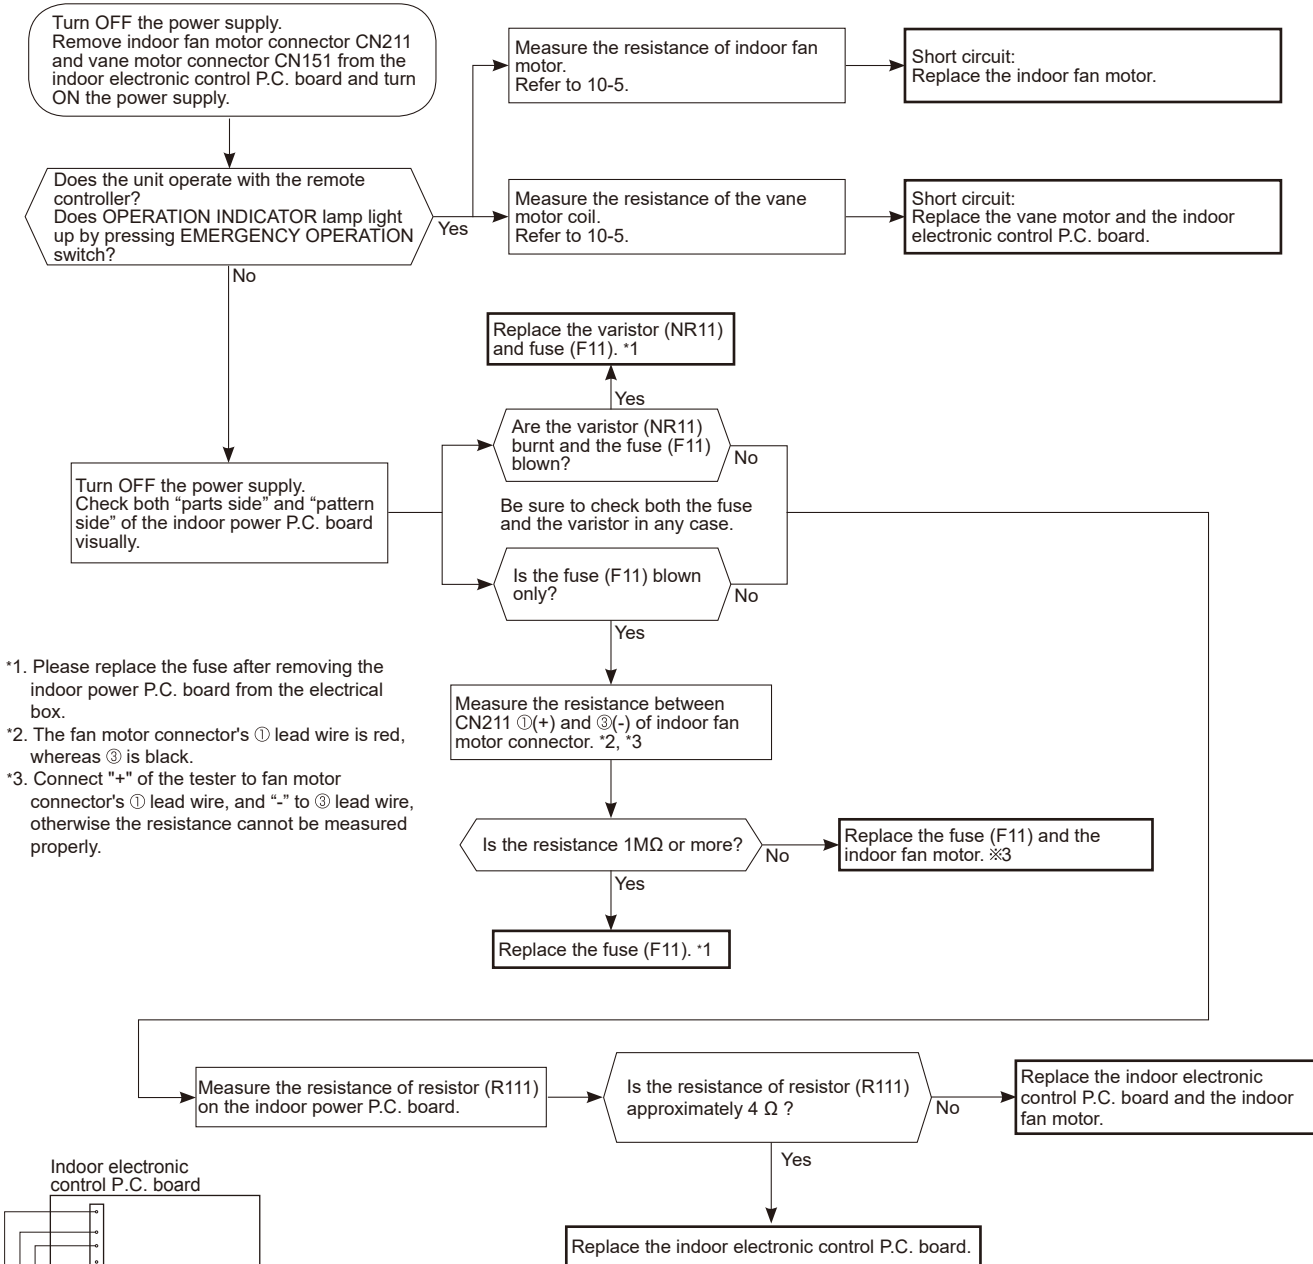 Turn OFF the power supply.
Remove indoor fan motor connector CN211
and vane motor connector CN151 from the
indoor electronic control P.C. board and turn
ON the power supply.
Measure the resistance of indoor fan
motor.
Refer to 10-5.
Short circuit:
Replace the indoor fan motor.
Does the unit operate with the remote
controller?
Does OPERATION INDICATOR lamp light
up by pressing EMERGENCY OPERATION
switch?
Yes
Measure the resistance of the vane
motor coil.
Refer to 10-5.
Short circuit:
Replace the vane motor and the indoor
electronic control P.C. board.
No
Replace the varistor (NR11)
and fuse (F11). *1
Yes
Are the varistor (NR11)
burnt and the fuse (F11)
blown?
No
Turn OFF the power supply.
Check both “parts side” and “pattern
side” of the indoor power P.C. board
visually.
Be sure to check both the fuse
and the varistor in any case.
Is the fuse (F11) blown
only?
No
Yes
*1. Please replace the fuse after removing the
indoor power P.C. board from the electrical
box.
*2. The fan motor connector's ① lead wire is red,
whereas ③ is black.
*3. Connect "+" of the tester to fan motor
connector's ① lead wire, and “-” to ③ lead wire,
otherwise the resistance cannot be measured
properly.
Measure the resistance between
CN211 ①(+) and ③(-) of indoor fan
motor connector. *2, *3
Is the resistance 1MΩ or more?
No
Replace the fuse (F11) and the
indoor fan motor. ※3
Yes
Replace the fuse (F11). *1
Measure the resistance of resistor (R111)
on the indoor power P.C. board.
Is the resistance of resistor (R111)
approximately 4 Ω ?
No
Replace the indoor electronic
control P.C. board and the indoor
fan motor.
Yes
Replace the indoor electronic control P.C. board.
Indoor electronic
control P.C. board